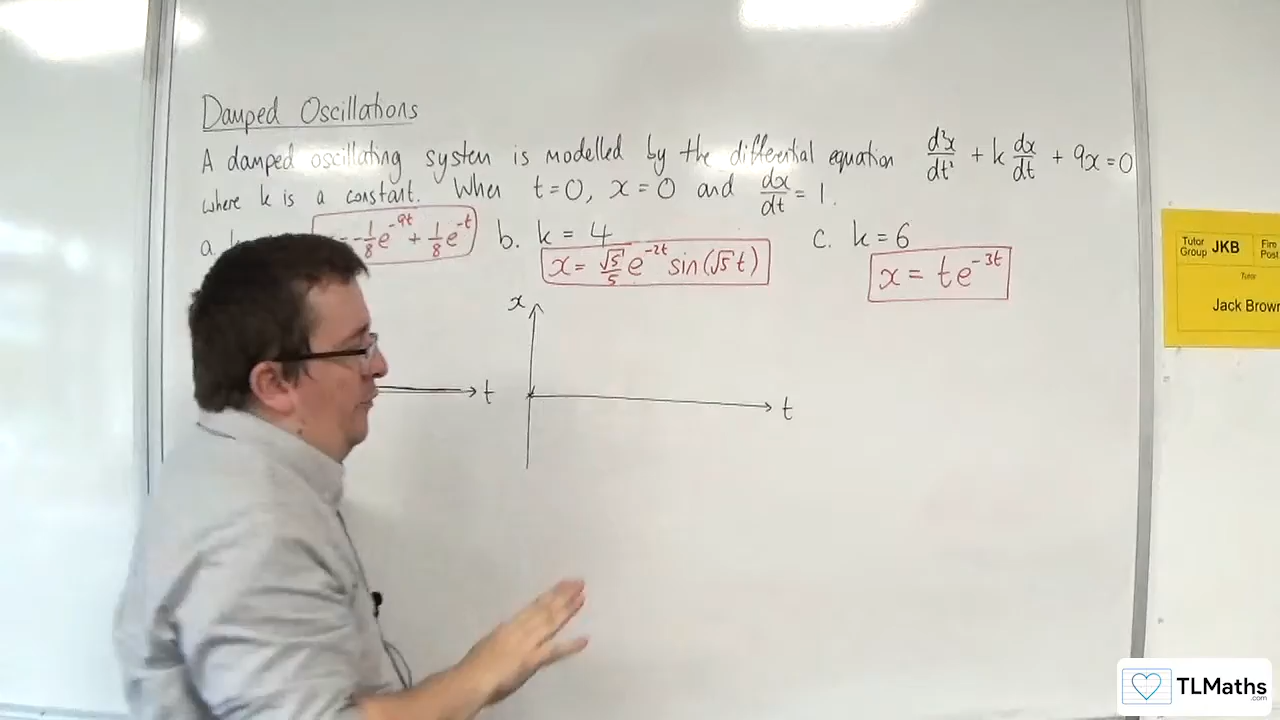 Damped Oscillations
A damped oscillating system is modelled by the differential equation d²x/dt² + k dx/dt + 9x = 0
where k is a constant. When t = 0, x = 0 and dx/dt = 1.
a.
-1/8 e^-9t + 1/8 e^-t
b. k = 4
x = √5/5 e^-2t sin(√5 t)
c. k = 6
x = te^-3t
x
t
t
Tutor Group JKB
Tutor
Jack Brown
TLMaths
.com